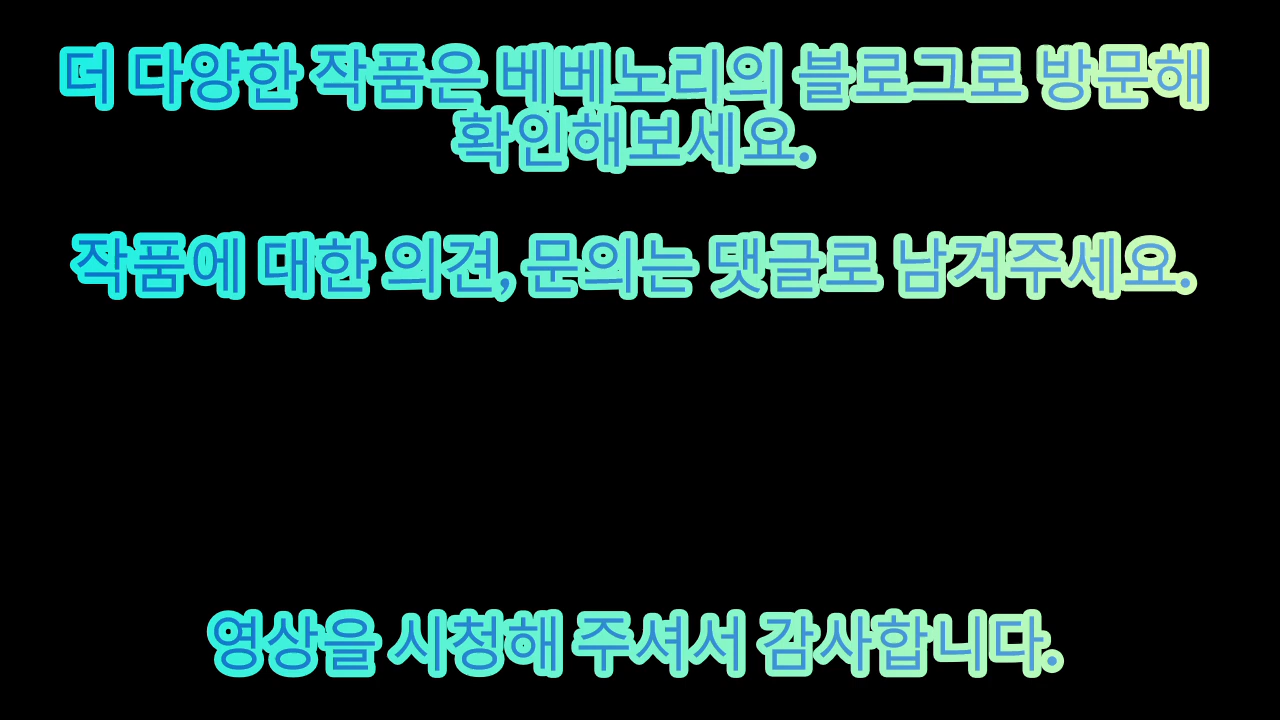 더 다양한 작품은 베베노리의 블로그로 방문해
확인해보세요.
작품에 대한 의견, 문의는 댓글로 남겨주세요.
영상을 시청해 주셔서 감사합니다.